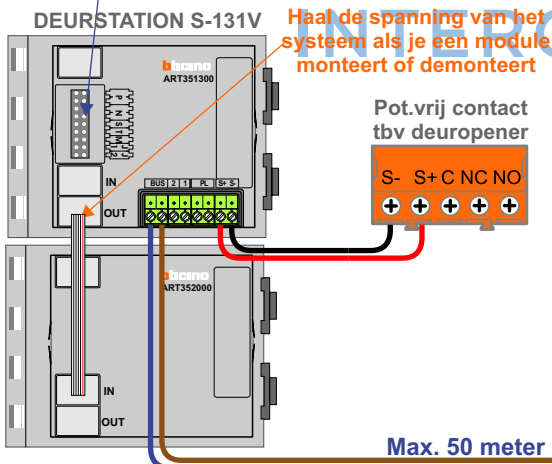 DEURSTATION S-131V
Haal de spanning van het
systeem als je een module
monteert of demonteert
bticino
ART351300
P N S T M 1 2
IN
OUT
BUS 2 1 PL S+ S-
Pot.vrij contact
tbv deuropener
S- S+ C NC NO
bticino
ART352000
IN
OUT
Max. 50 meter